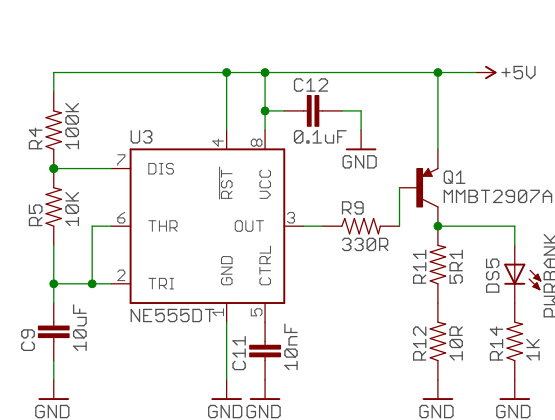 +5V
C12
0.1uF
GND
R4
100K
U3
4
8
7
DIS
RST
VCC
Q1
MMBT2907A
R5
10K
6
THR
OUT
3
R9
330R
GND
CTRL
2
TRI
R11
5R1
DS5
PWRBANK
NE555DT
1
5
C9
10uF
C11
10nF
R12
10R
R14
1K
GND
GND
GND
GND
GND